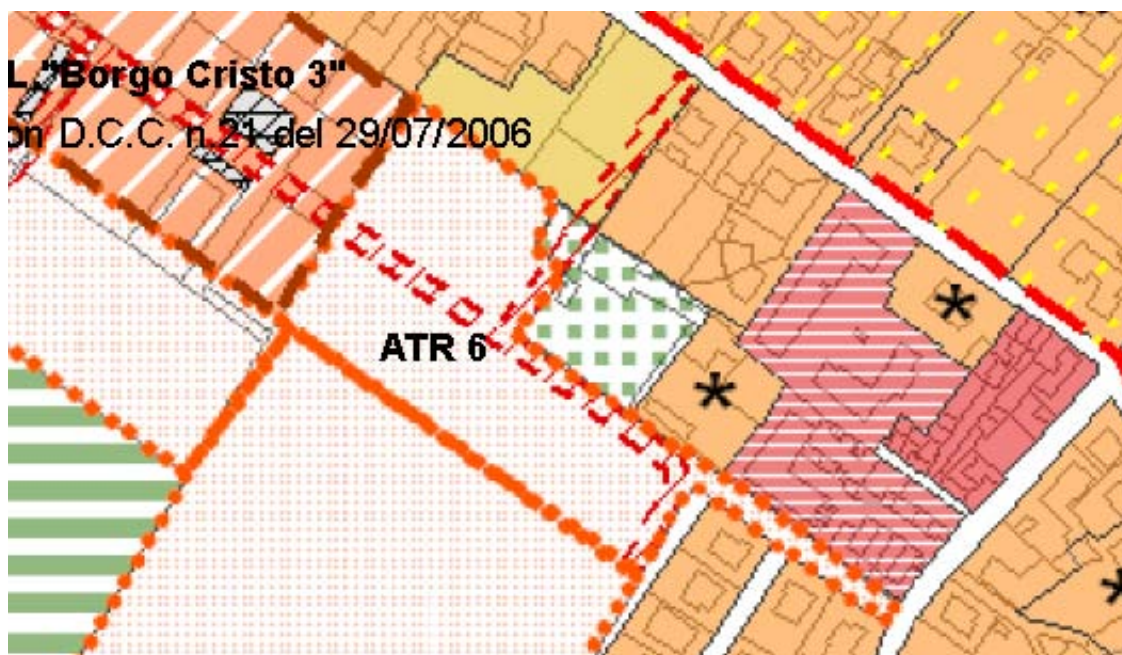 L. "Borgo Cristo 3"
on D.C.C. n.21 del 29/07/2006
ATR 6
*
*
*